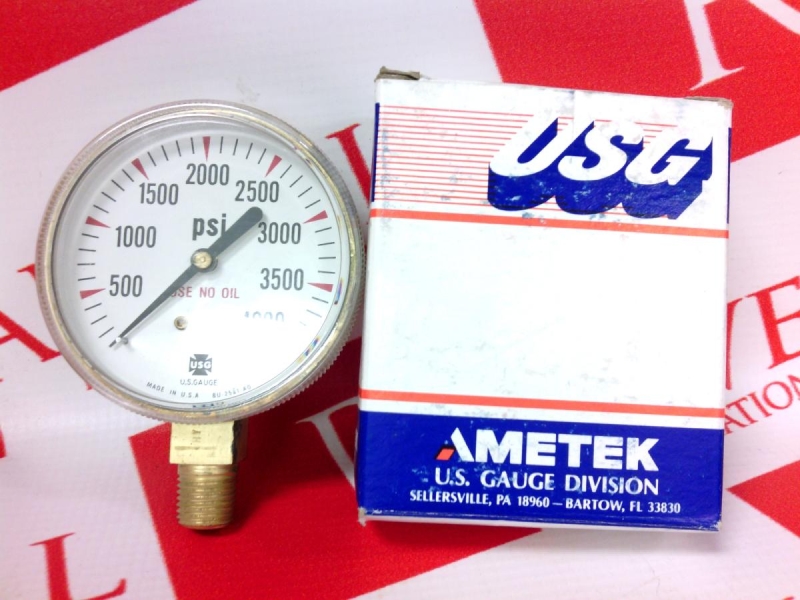 2000
1500
2500
psi
1000
3000
500
3500
USE NO OIL
USG
U.S.GAUGE
MADE IN U.S.A
USG
AMETEK
U.S. GAUGE DIVISION
SELLERSVILLE, PA 18960 — BARTOW, FL 33830